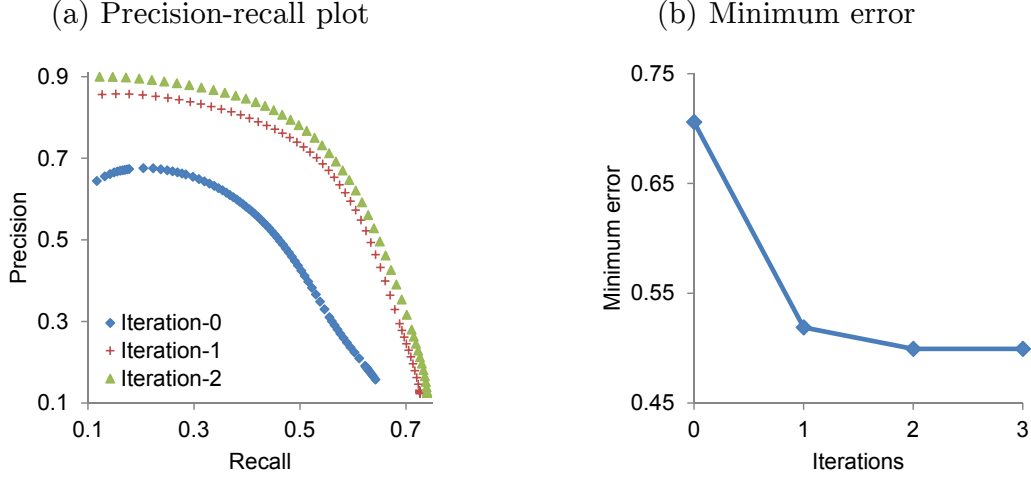 (a) Precision-recall plot
0.9
0.7
0.5
0.3
0.1
Precision
Iteration-0
Iteration-1
Iteration-2
0.1 0.3 0.5 0.7
Recall
(b) Minimum error
0.75
0.65
0.55
0.45
Minimum error
0 1 2 3
Iterations